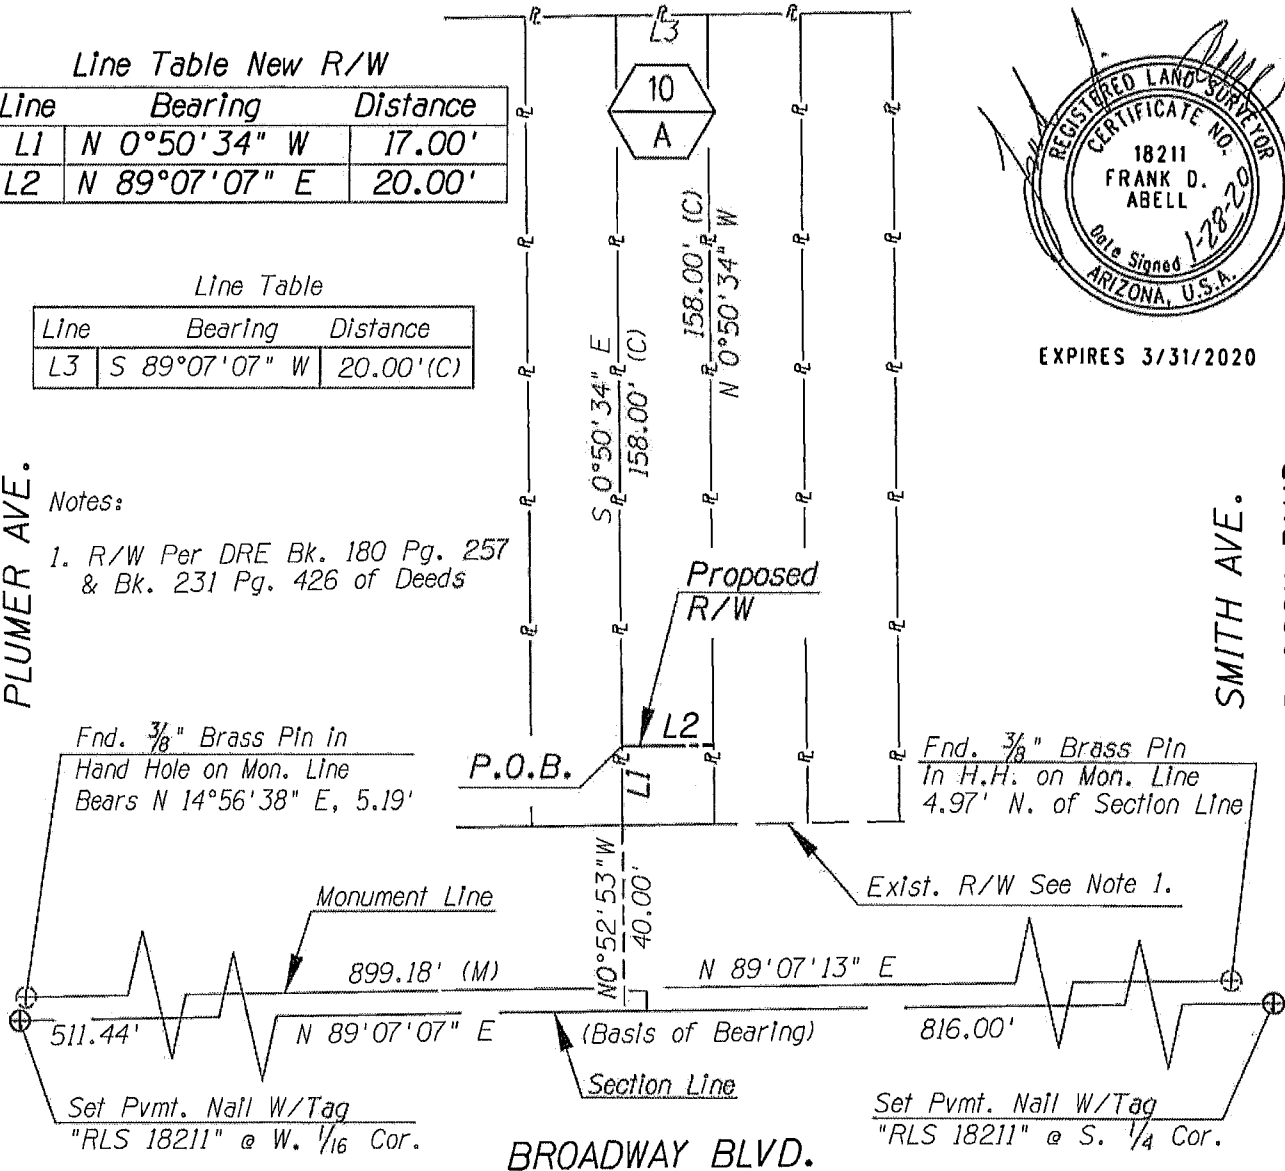 Line Table New R/W
Line Bearing Distance
L1 N 0°50'34" W 17.00'
L2 N 89°07'07" E 20.00'
Line Table
Line Bearing Distance
L3 S 89°07'07" W 20.00'(C)
L3
10
A
REGISTERED LAND SURVEYOR
CERTIFICATE NO.
18211
FRANK D.
ABELL
Date Signed 1-28-20
ARIZONA, U.S.A.
EXPIRES 3/31/2020
158.00' (C)
N 0°50'34" W
S 0°50'34" E
158.00' (C)
PLUMER AVE.
Notes:
1. R/W Per DRE Bk. 180 Pg. 257
& Bk. 231 Pg. 426 of Deeds
SMITH AVE.
Proposed
R/W
L2
P.O.B.
L1
Fnd. 3/8" Brass Pin in
Hand Hole on Mon. Line
Bears N 14°56'38" E, 5.19'
Fnd. 3/8" Brass Pin
in H.H. on Mon. Line
4.97' N. of Section Line
Exist. R/W See Note 1.
Monument Line
N0°52'53"W
40.00'
899.18' (M)
N 89'07'13" E
511.44'
N 89'07'07" E
(Basis of Bearing)
816.00'
Section Line
Set Pvmt. Nail W/Tag
"RLS 18211" @ W. 1/16 Cor.
Set Pvmt. Nail W/Tag
"RLS 18211" @ S. 1/4 Cor.
BROADWAY BLVD.